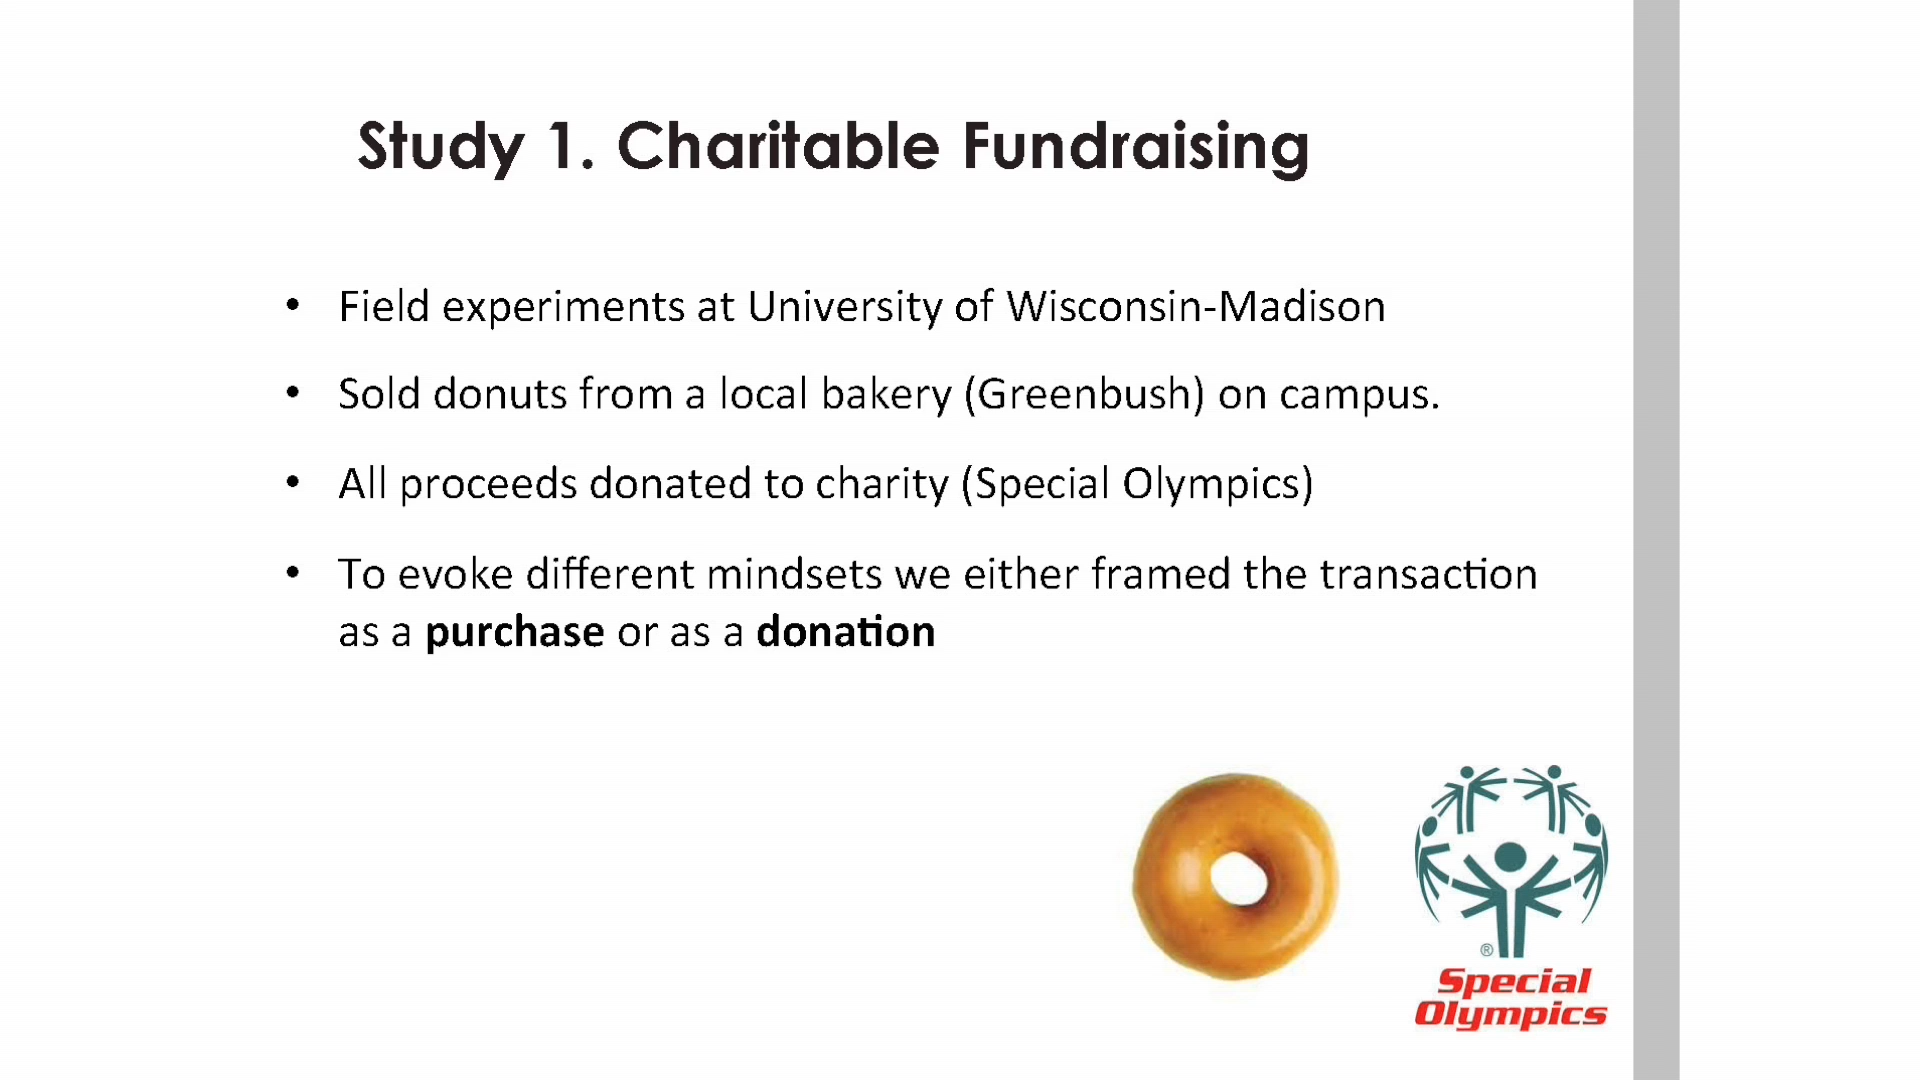 Study 1. Charitable Fundraising
• Field experiments at University of Wisconsin-Madison
• Sold donuts from a local bakery (Greenbush) on campus.
• All proceeds donated to charity (Special Olympics)
• To evoke different mindsets we either framed the transaction
as a purchase or as a donation
®
Special
Olympics